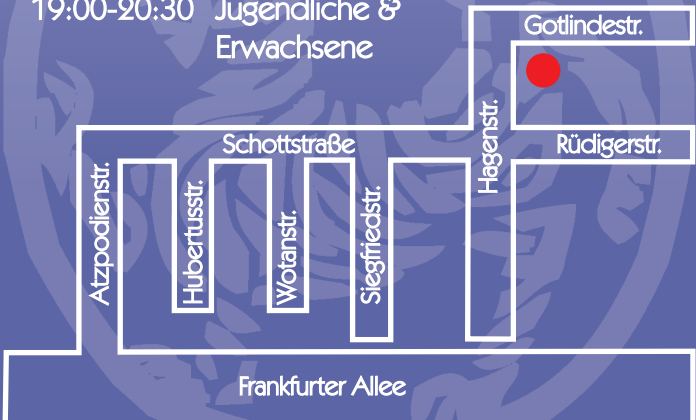 19:00-20:30 Jugendliche &
Erwachsene
Gotlindestr.
Schottstraße
Rüdigerstr.
Hagenstr.
Atzpodienstr.
Hubertusstr.
Wotanstr.
Siegfriedstr.
Frankfurter Allee